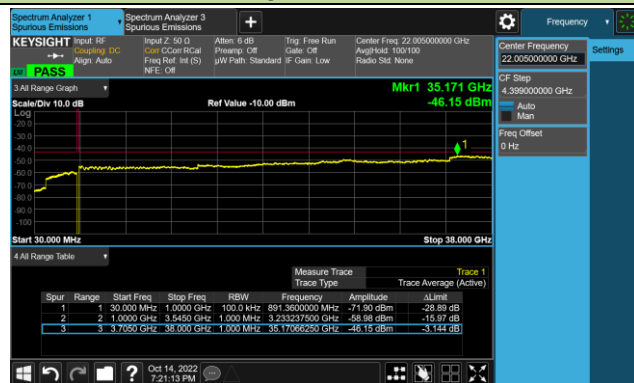 Spectrum Analyzer 1
Spurious Emissions
Spectrum Analyzer 3
Spurious Emissions
Frequency
KEYSIGHT
Input: RF
Coupling: DC
Align: Auto
Input Z: 50 Ω
Corr CCorr RCal
Freq Ref: Int (S)
NFE: Off
Atten: 6 dB
Preamp: Off
µW Path: Standard
Trig: Free Run
Gate: Off
IF Gain: Low
Center Freq: 22.005000000 GHz
Avg|Hold: 100/100
Radio Std: None
PASS
Center Frequency
22.005000000 GHz
Settings
CF Step
4.399000000 GHz
Auto
Man
Freq Offset
0 Hz
3 All Range Graph
Mkr1 35.171 GHz
Scale/Div 10.0 dB
Ref Value -10.00 dBm
-46.15 dBm
Log
-20.0
-30.0
-40.0
-50.0
-60.0
-70.0
-80.0
-90.0
-100
1
Start 30.000 MHz
Stop 38.000 GHz
4 All Range Table
Measure Trace Trace 1
Trace Type Trace Average (Active)
Spur Range Start Freq Stop Freq RBW Frequency Amplitude ΔLimit
1 1 30.000 MHz 1.0000 GHz 100.0 kHz 891.3600000 MHz -71.90 dBm -28.89 dB
2 2 1.0000 GHz 3.5450 GHz 1.000 MHz 3.233237500 GHz -58.98 dBm -15.97 dB
3 3 3.7050 GHz 38.000 GHz 1.000 MHz 35.17066250 GHz -46.15 dBm -3.144 dB
Oct 14, 2022
7:21:13 PM